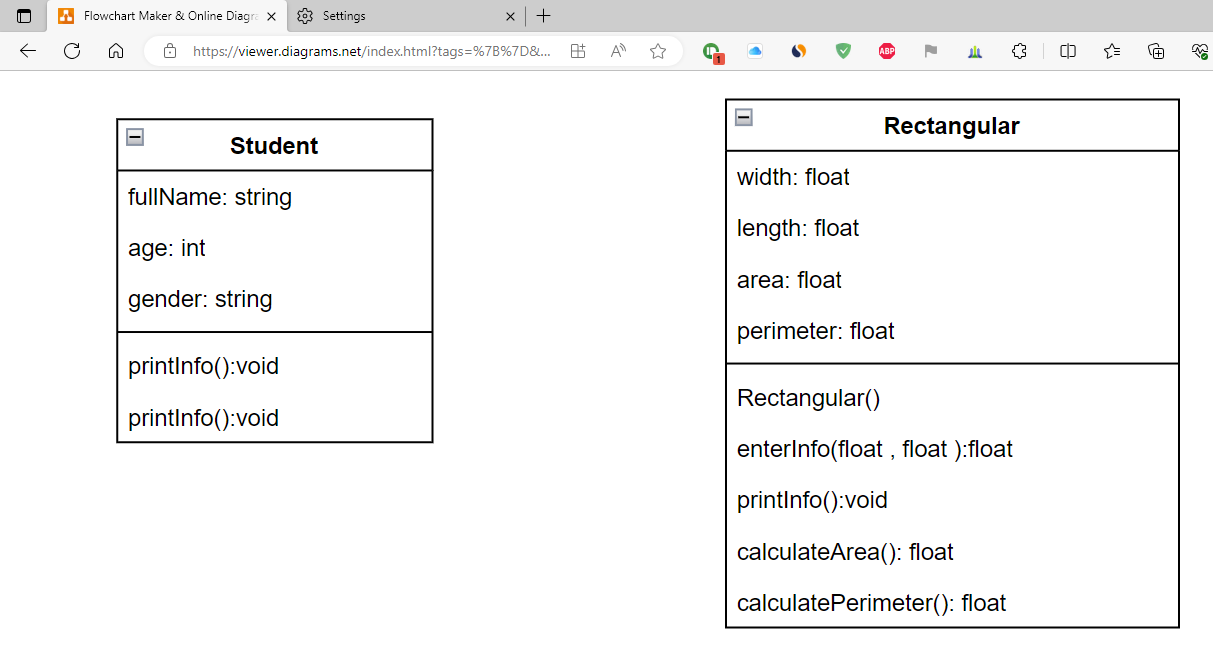 Flowchart Maker & Online Diagra
Settings
https://viewer.diagrams.net/index.html?tags=%7B%7D&...
1
ABP
Student
fullName: string
age: int
gender: string
printInfo():void
printInfo():void
Rectangular
width: float
length: float
area: float
perimeter: float
Rectangular()
enterInfo(float , float ):float
printInfo():void
calculateArea(): float
calculatePerimeter(): float